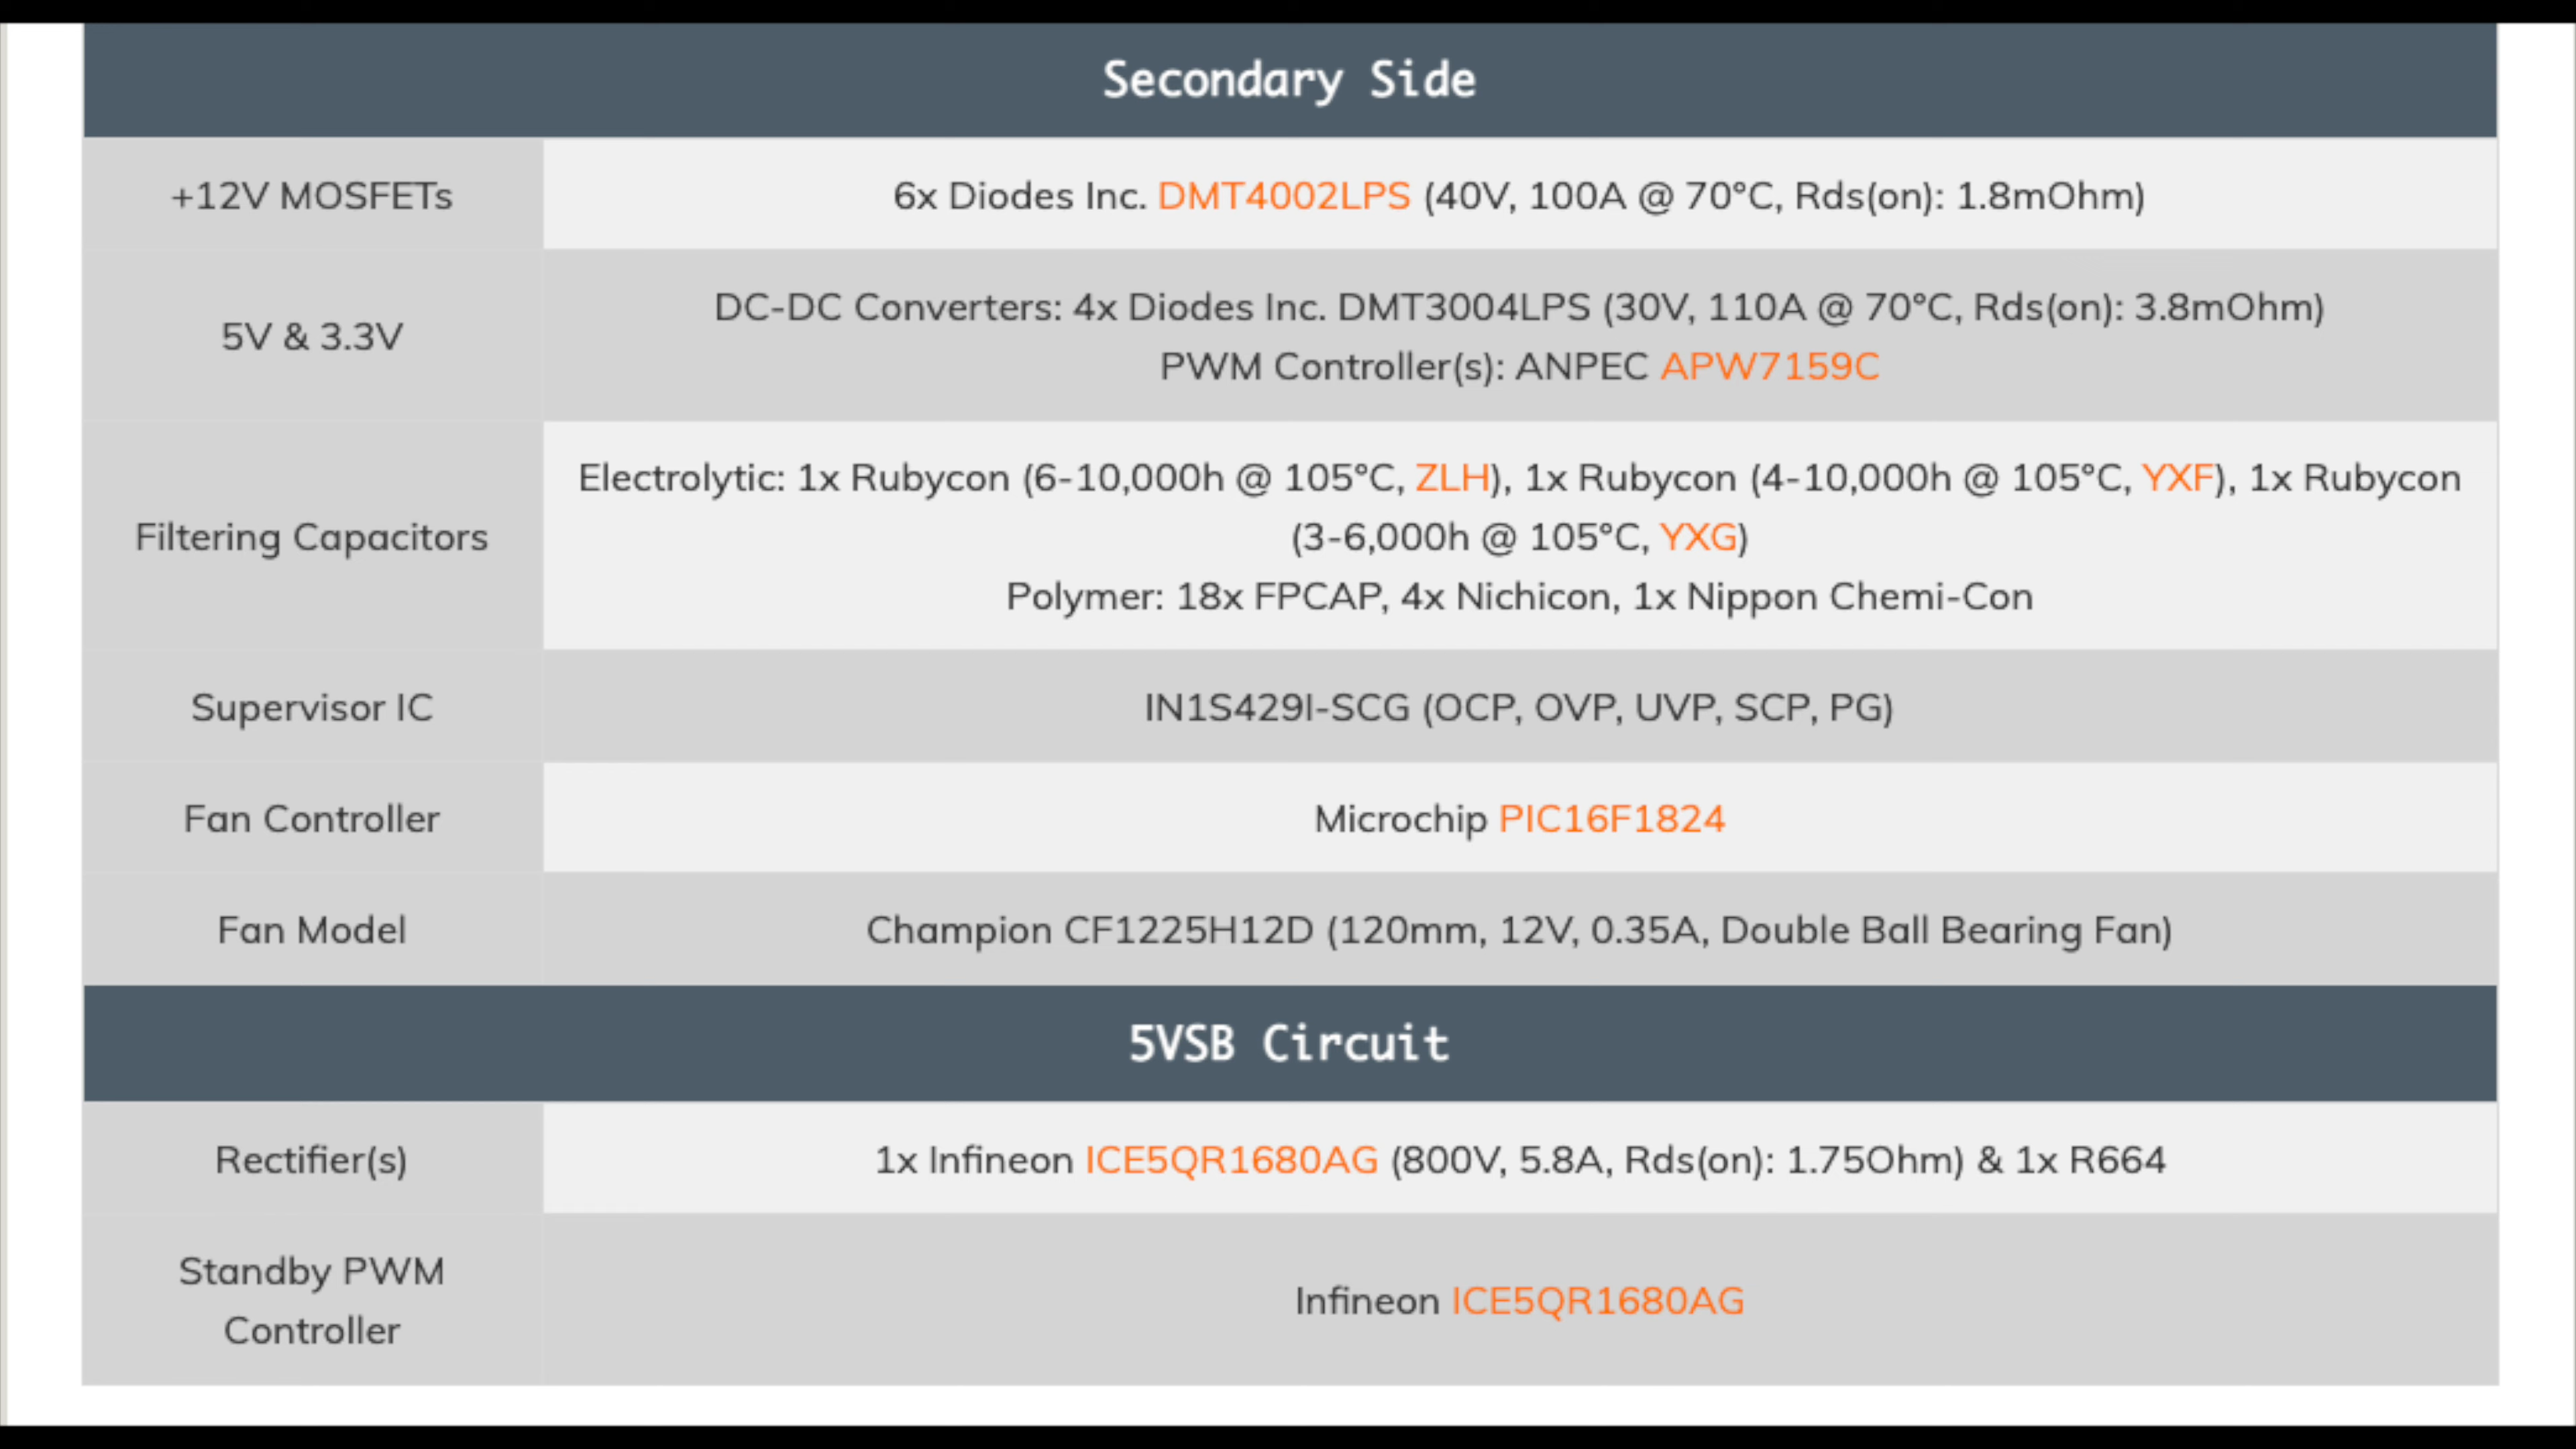 Secondary Side
+12V MOSFETs
6x Diodes Inc. DMT4002LPS (40V, 100A @ 70°C, Rds(on): 1.8mOhm)
5V & 3.3V
DC-DC Converters: 4x Diodes Inc. DMT3004LPS (30V, 110A @ 70°C, Rds(on): 3.8mOhm)
PWM Controller(s): ANPEC APW7159C
Filtering Capacitors
Electrolytic: 1x Rubycon (6-10,000h @ 105°C, ZLH), 1x Rubycon (4-10,000h @ 105°C, YXF), 1x Rubycon
(3-6,000h @ 105°C, YXG)
Polymer: 18x FPCAP, 4x Nichicon, 1x Nippon Chemi-Con
Supervisor IC
IN1S429I-SCG (OCP, OVP, UVP, SCP, PG)
Fan Controller
Microchip PIC16F1824
Fan Model
Champion CF1225H12D (120mm, 12V, 0.35A, Double Ball Bearing Fan)
5VSB Circuit
Rectifier(s)
1x Infineon ICE5QR1680AG (800V, 5.8A, Rds(on): 1.75Ohm) & 1x R664
Standby PWM
Controller
Infineon ICE5QR1680AG